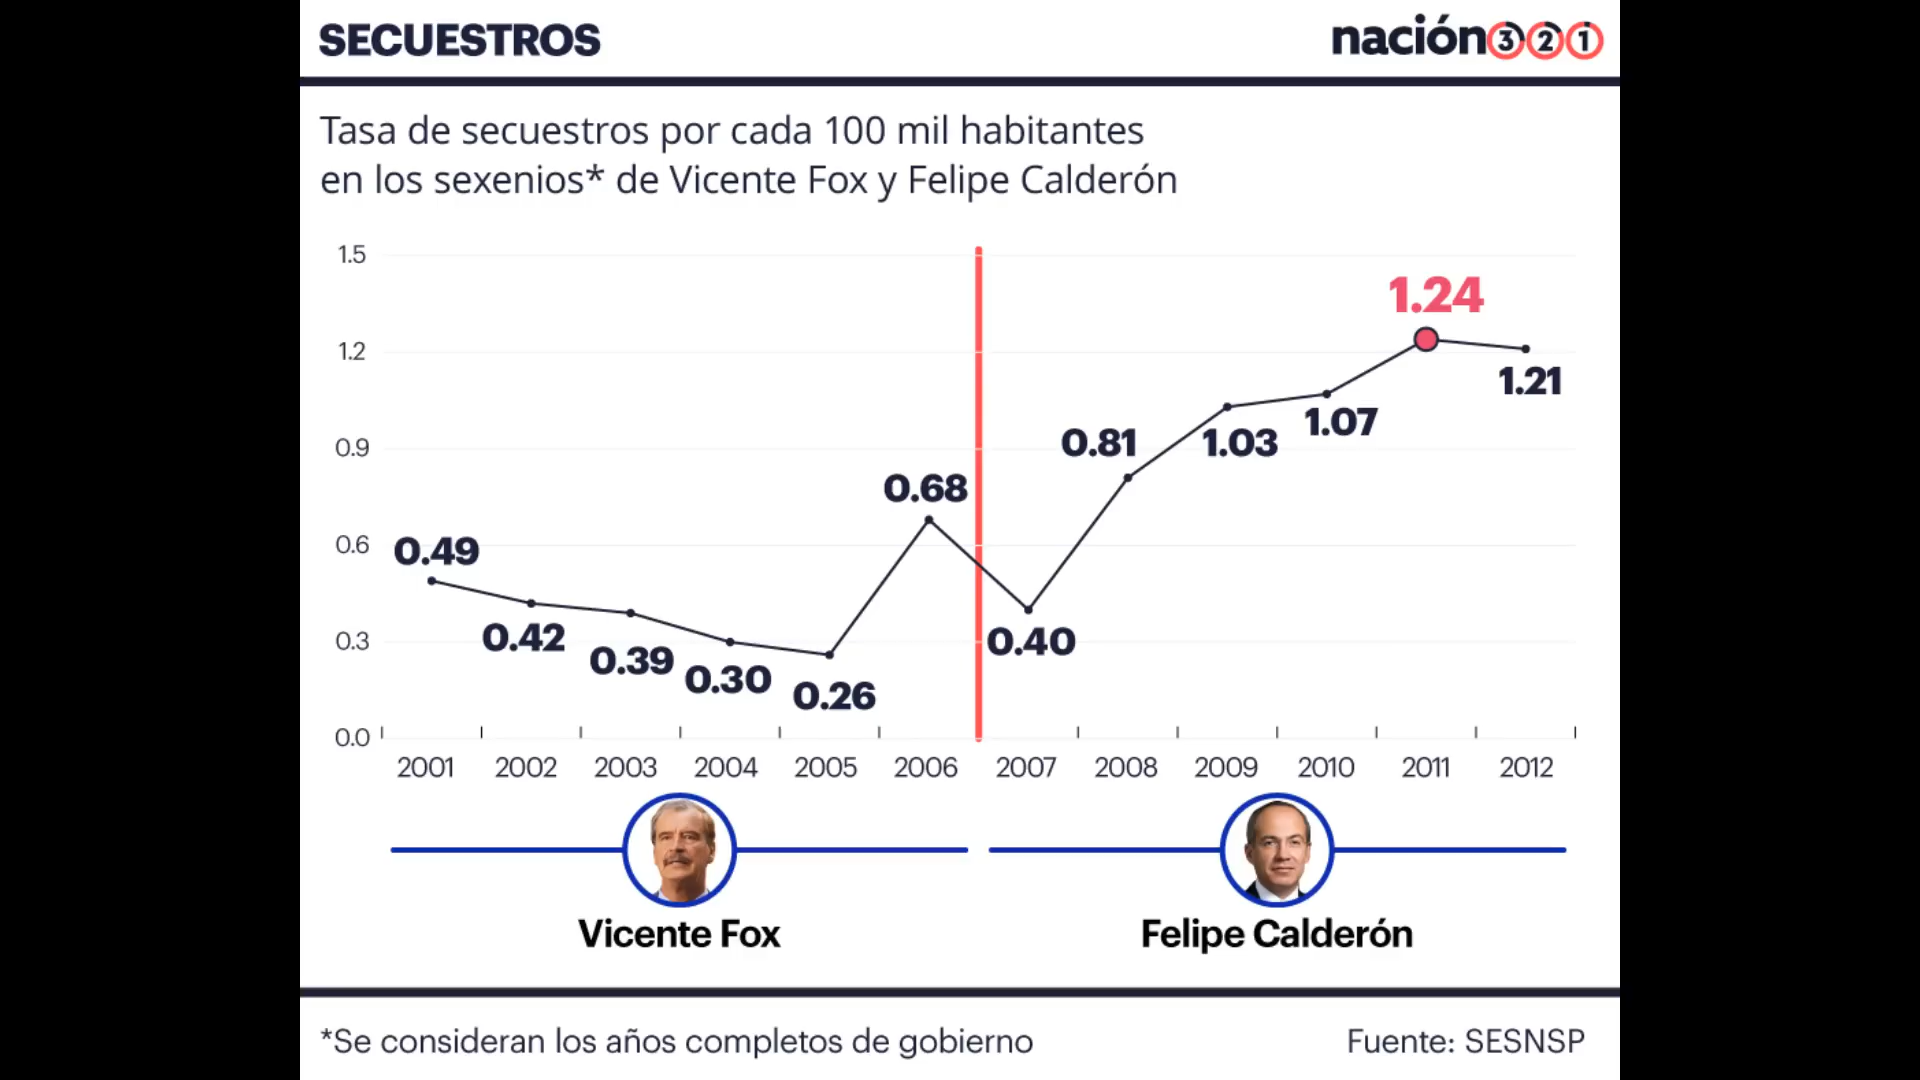 SECUESTROS
nación321
Tasa de secuestros por cada 100 mil habitantes
en los sexenios* de Vicente Fox y Felipe Calderón
1.5
1.24
1.2
1.21
1.07
0.9
0.81
1.03
0.68
0.6
0.49
0.42
0.39
0.30
0.26
0.3
0.40
0.0
2001 2002 2003 2004 2005 2006 2007 2008 2009 2010 2011 2012
Vicente Fox
Felipe Calderón
*Se consideran los años completos de gobierno
Fuente: SESNSP